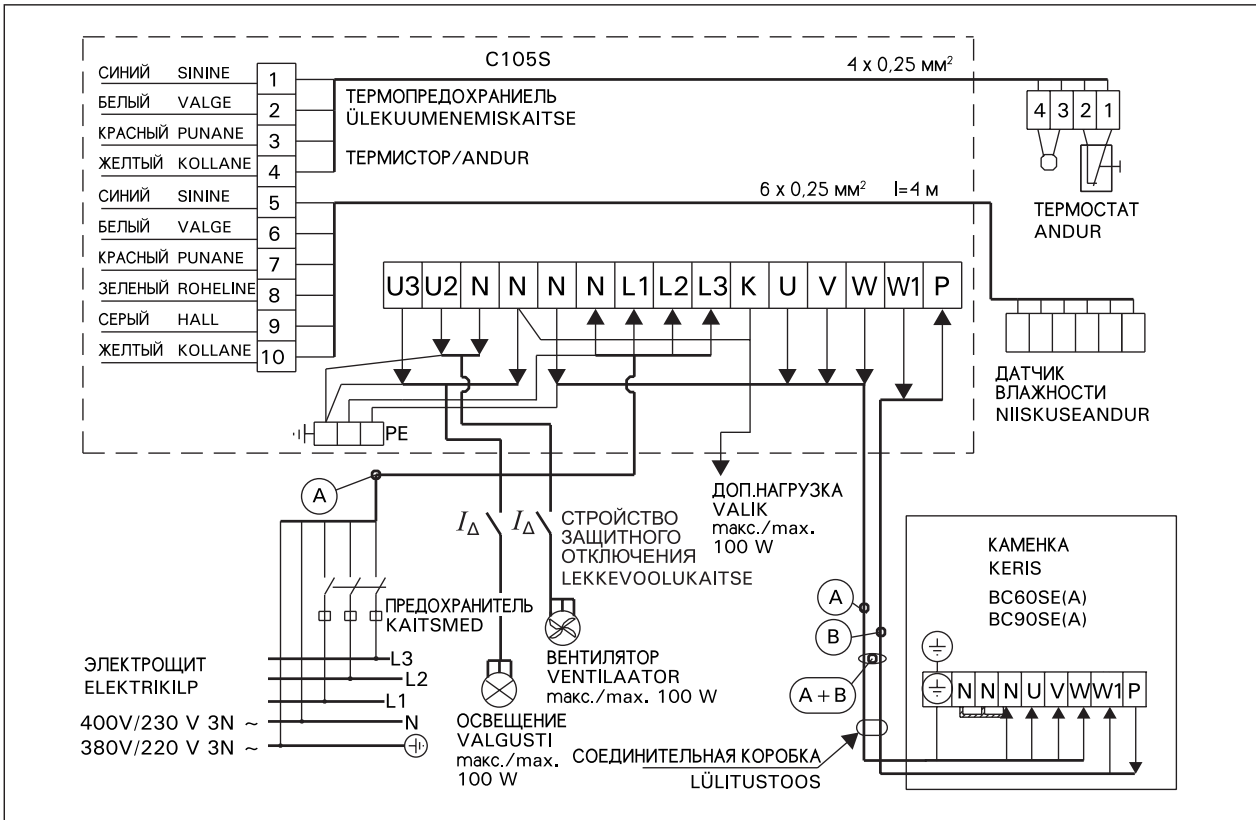 C105S
4 x 0,25 мм²
СИНИЙ SININE 1
БЕЛЫЙ VALGE 2
КРАСНЫЙ PUNANE 3
ЖЕЛТЫЙ KOLLANE 4
СИНИЙ SININE 5
БЕЛЫЙ VALGE 6
КРАСНЫЙ PUNANE 7
ЗЕЛЕНЫЙ ROHELINE 8
СЕРЫЙ HALL 9
ЖЕЛТЫЙ KOLLANE 10
ТЕРМОПРЕДОХРАНИЕЛЬ
ÜLEKUUMENEMISKAITSE
ТЕРМИСТОР/ANDUR
4 3 2 1
ТЕРМОСТАТ
ANDUR
6 x 0,25 мм² l=4 м
U3 U2 N N N N L1 L2 L3 K U V W W1 P
ДАТЧИК
ВЛАЖНОСТИ
NIISKUSEANDUR
PE
A
I∆
I∆
СТРОЙСТВО
ЗАЩИТНОГО
ОТКЛЮЧЕНИЯ
LEKKEVOOLUKAITSE
ДОП.НАГРУЗКА
VALIK
макс./max.
100 W
ПРЕДОХРАНИТЕЛЬ
KAITSMED
ЭЛЕКТРОЩИТ
ELEKTRIKILP
L3
L2
L1
400V/230 V 3N ~ N
380V/220 V 3N ~
ВЕНТИЛЯТОР
VENTILAATOR
макс./max. 100 W
ОСВЕЩЕНИЕ
VALGUSTI
макс./max.
100 W
A
B
A + B
СОЕДИНИТЕЛЬНАЯ КОРОБКА
LÜLITUSTOOS
КАМЕНКА
KERIS
BC60SE(A)
BC90SE(A)
N N N U V W W1 P